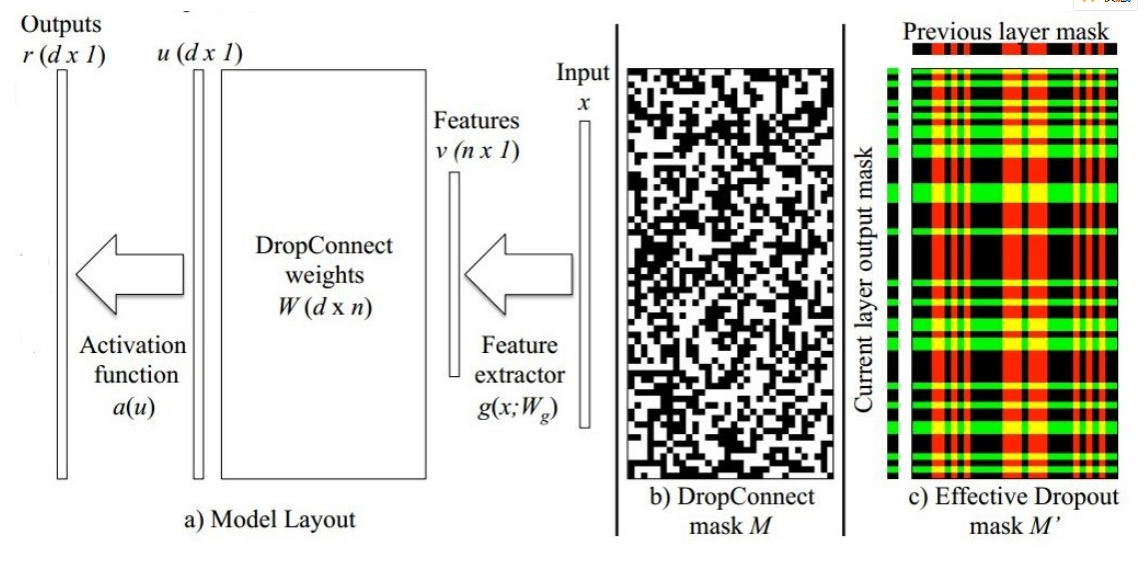 Outputs
r (d x 1)
u (d x 1)
DropConnect
weights
W (d x n)
Features
v (n x 1)
Input
x
Activation
function
a(u)
Feature
extractor
g(x;Wg)
a) Model Layout
b) DropConnect
mask M
Previous layer mask
Current layer output mask
c) Effective Dropout
mask M’